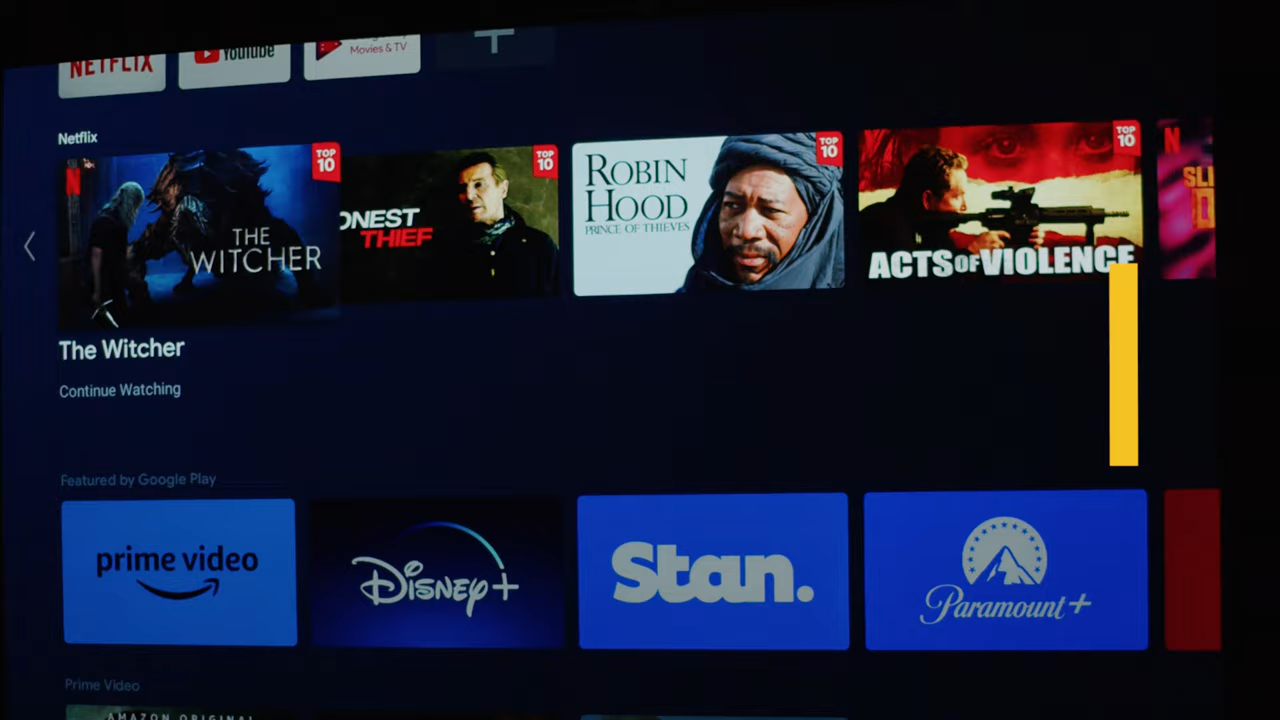 NETFLIX
YouTube
Movies & TV
Netflix
N
TOP
10
THE
WITCHER
TOP
10
ONEST
THIEF
TOP
10
ROBIN
HOOD
PRINCE OF THIEVES
TOP
10
ACTS OF VIOLENCE
N
The Witcher
Continue Watching
Featured by Google Play
prime video
Disney+
Stan.
Paramount+
Prime Video
AMAZON ORIGINAL